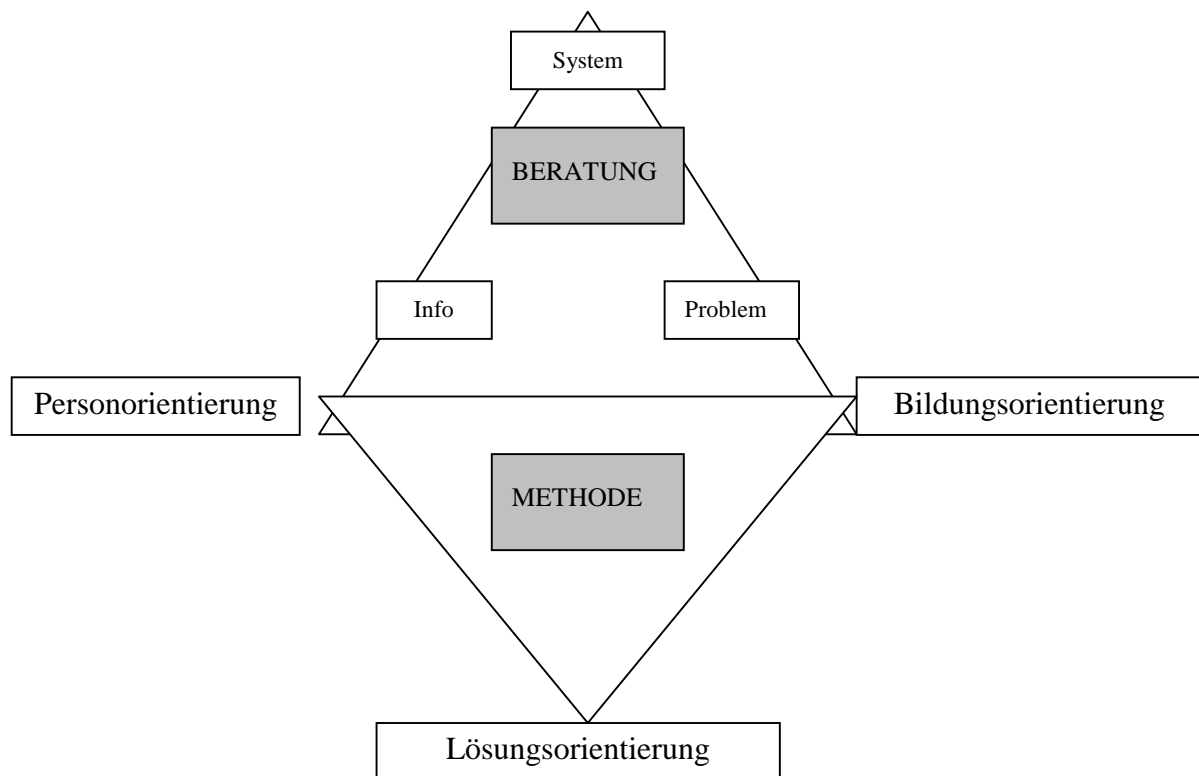 System
BERATUNG
Info
Problem
Personorientierung
Bildungsorientierung
METHODE
Lösungsorientierung